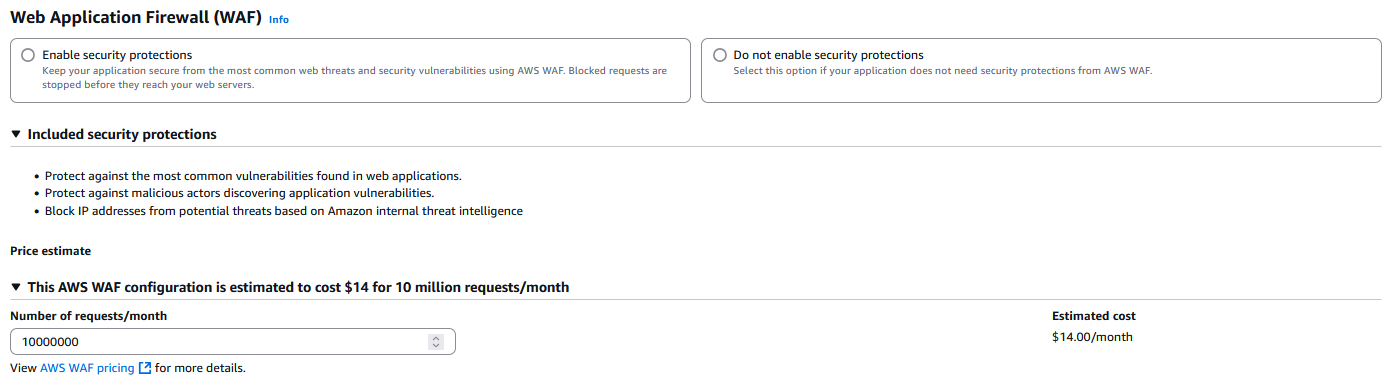 Web Application Firewall (WAF) Info
Enable security protections
Keep your application secure from the most common web threats and security vulnerabilities using AWS WAF. Blocked requests are
stopped before they reach your web servers.
Do not enable security protections
Select this option if your application does not need security protections from AWS WAF.
Included security protections
• Protect against the most common vulnerabilities found in web applications.
• Protect against malicious actors discovering application vulnerabilities.
• Block IP addresses from potential threats based on Amazon internal threat intelligence
Price estimate
This AWS WAF configuration is estimated to cost $14 for 10 million requests/month
Number of requests/month
10000000
Estimated cost
$14.00/month
View AWS WAF pricing for more details.